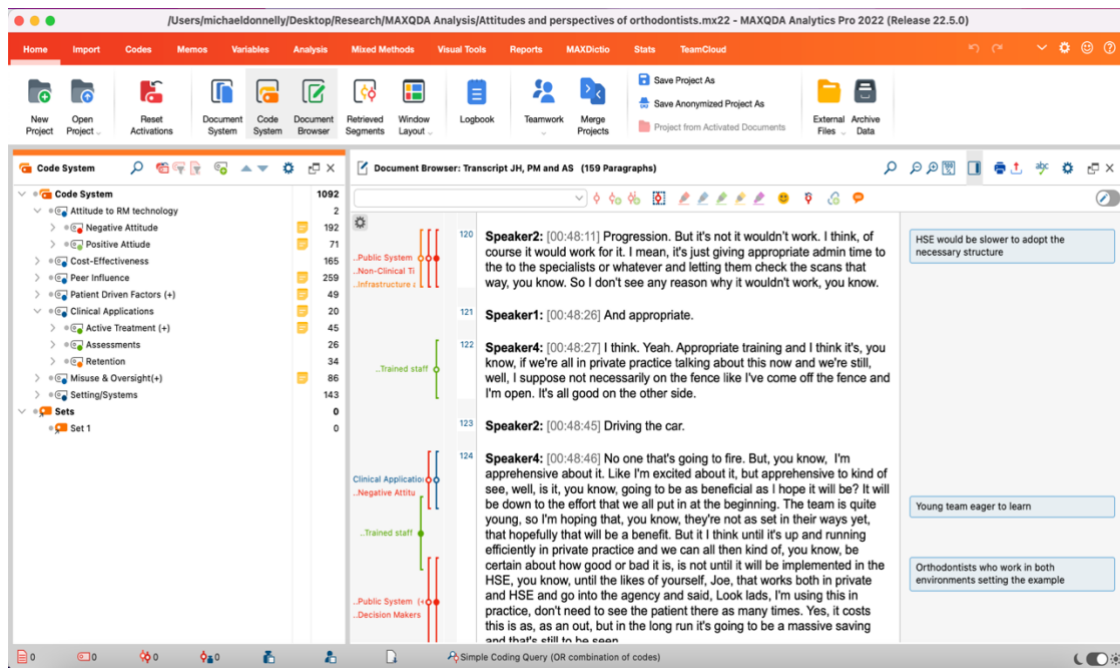 /Users/michaeldonnelly/Desktop/Research/MAXQDA Analysis/Attitudes and perspectives of orthodontists.mx22 - MAXQDA Analytics Pro 2022 (Release 22.5.0)
Home Import Codes Memos Variables Analysis Mixed Methods Visual Tools Reports MAXDictio Stats TeamCloud
New Project
Open Project
Reset Activations
Document System
Code System
Document Browser
Retrieved Segments
Window Layout
Logbook
Teamwork
Merge Projects
Save Project As
Save Anonymized Project As
Project from Activated Documents
External Files
Archive Data
Code System
Code System 1092
Attitude to RM technology 2
Negative Attitude 192
Positive Attiude 71
Cost-Effectiveness 165
Peer Influence 259
Patient Driven Factors (+) 49
Clinical Applications 20
Active Treatment (+) 45
Assessments 26
Retention 34
Misuse & Oversight(+) 86
Setting/Systems 143
Sets 0
Set 1 0
Document Browser: Transcript JH, PM and AS (159 Paragraphs)
abc
..Public System
..Non-Clinical Ti
..Infrastructure c
120
Speaker2: [00:48:11] Progression. But it's not it wouldn't work. I think, of
course it would work for it. I mean, it's just giving appropriate admin time to
the to the specialists or whatever and letting them check the scans that
way, you know. So I don't see any reason why it wouldn't work, you know.
HSE would be slower to adopt the
necessary structure
121
Speaker1: [00:48:26] And appropriate.
..Trained staff
122
Speaker4: [00:48:27] I think. Yeah. Appropriate training and I think it's, you
know, if we're all in private practice talking about this now and we're still,
well, I suppose not necessarily on the fence like I've come off the fence and
I'm open. It's all good on the other side.
123
Speaker2: [00:48:45] Driving the car.
Clinical Applicatio
..Negative Attitu
..Trained staff
..Public System (+
..Decision Makers
124
Speaker4: [00:48:46] No one that's going to fire. But, you know, I'm
apprehensive about it. Like I'm excited about it, but apprehensive to kind of
see, well, is it, you know, going to be as beneficial as I hope it will be? It will
be down to the effort that we all put in at the beginning. The team is quite
young, so I'm hoping that, you know, they're not as set in their ways yet,
that hopefully that will be a benefit. But it I think until it's up and running
efficiently in private practice and we can all then kind of, you know, be
certain about how good or bad it is, is not until it will be implemented in the
HSE, you know, until the likes of yourself, Joe, that works both in private
and HSE and go into the agency and said, Look lads, I'm using this in
practice, don't need to see the patient there as many times. Yes, it costs
this is as, as an out, but in the long run it's going to be a massive saving
and that's still to be seen
Young team eager to learn
Orthodontists who work in both
environments setting the example
0 0 0 0
Simple Coding Query (OR combination of codes)